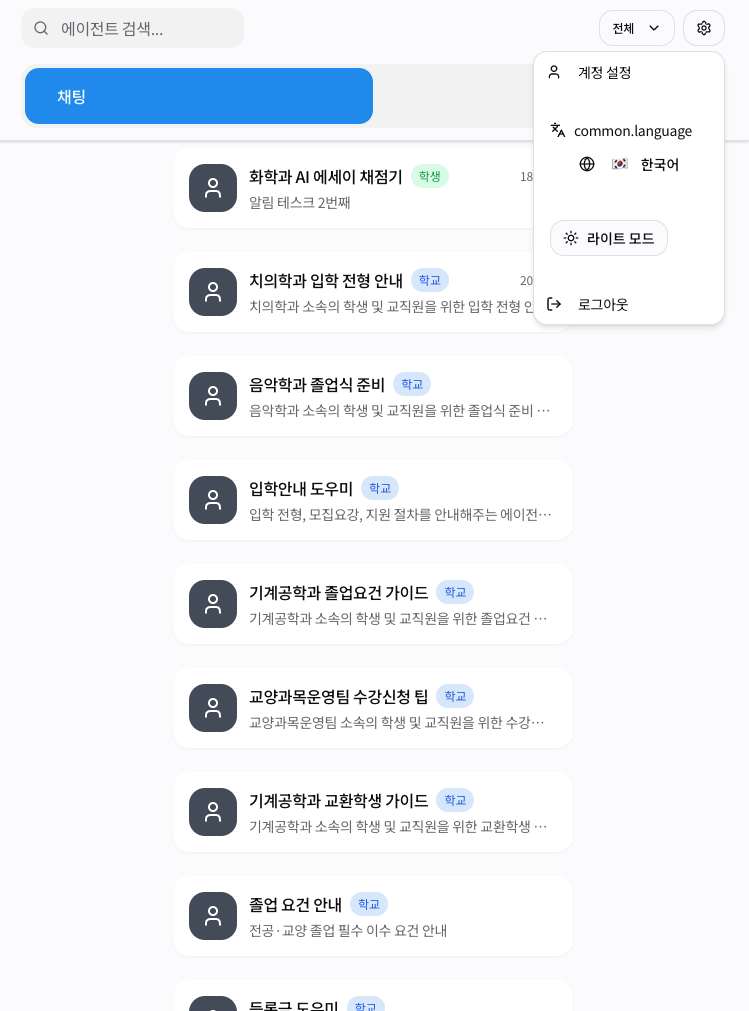 에이전트 검색...
전체
채팅
계정 설정
common.language
한국어
라이트 모드
로그아웃
화학과 AI 에세이 채점기 학생 18
알림 테스크 2번째
치의학과 입학 전형 안내 학교 20
치의학과 소속의 학생 및 교직원을 위한 입학 전형
음악학과 졸업식 준비 학교
음악학과 소속의 학생 및 교직원을 위한 졸업식 준비 …
입학안내 도우미 학교
입학 전형, 모집요강, 지원 절차를 안내해주는 에이전…
기계공학과 졸업요건 가이드 학교
기계공학과 소속의 학생 및 교직원을 위한 졸업요건 …
교양과목운영팀 수강신청 팁 학교
교양과목운영팀 소속의 학생 및 교직원을 위한 수강…
기계공학과 교환학생 가이드 학교
기계공학과 소속의 학생 및 교직원을 위한 교환학생 …
졸업 요건 안내 학교
전공·교양 졸업 필수 이수 요건 안내
등록금 도우미 학교